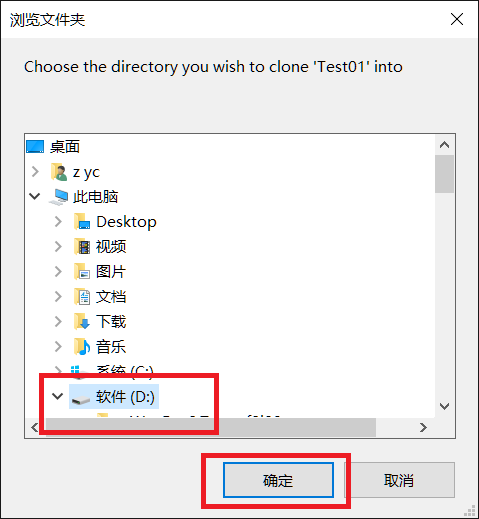 浏览文件夹
Choose the directory you wish to clone 'Test01' into
桌面
z yc
此电脑
Desktop
视频
图片
文档
下载
音乐
系统 (C:)
软件 (D:)
确定
取消